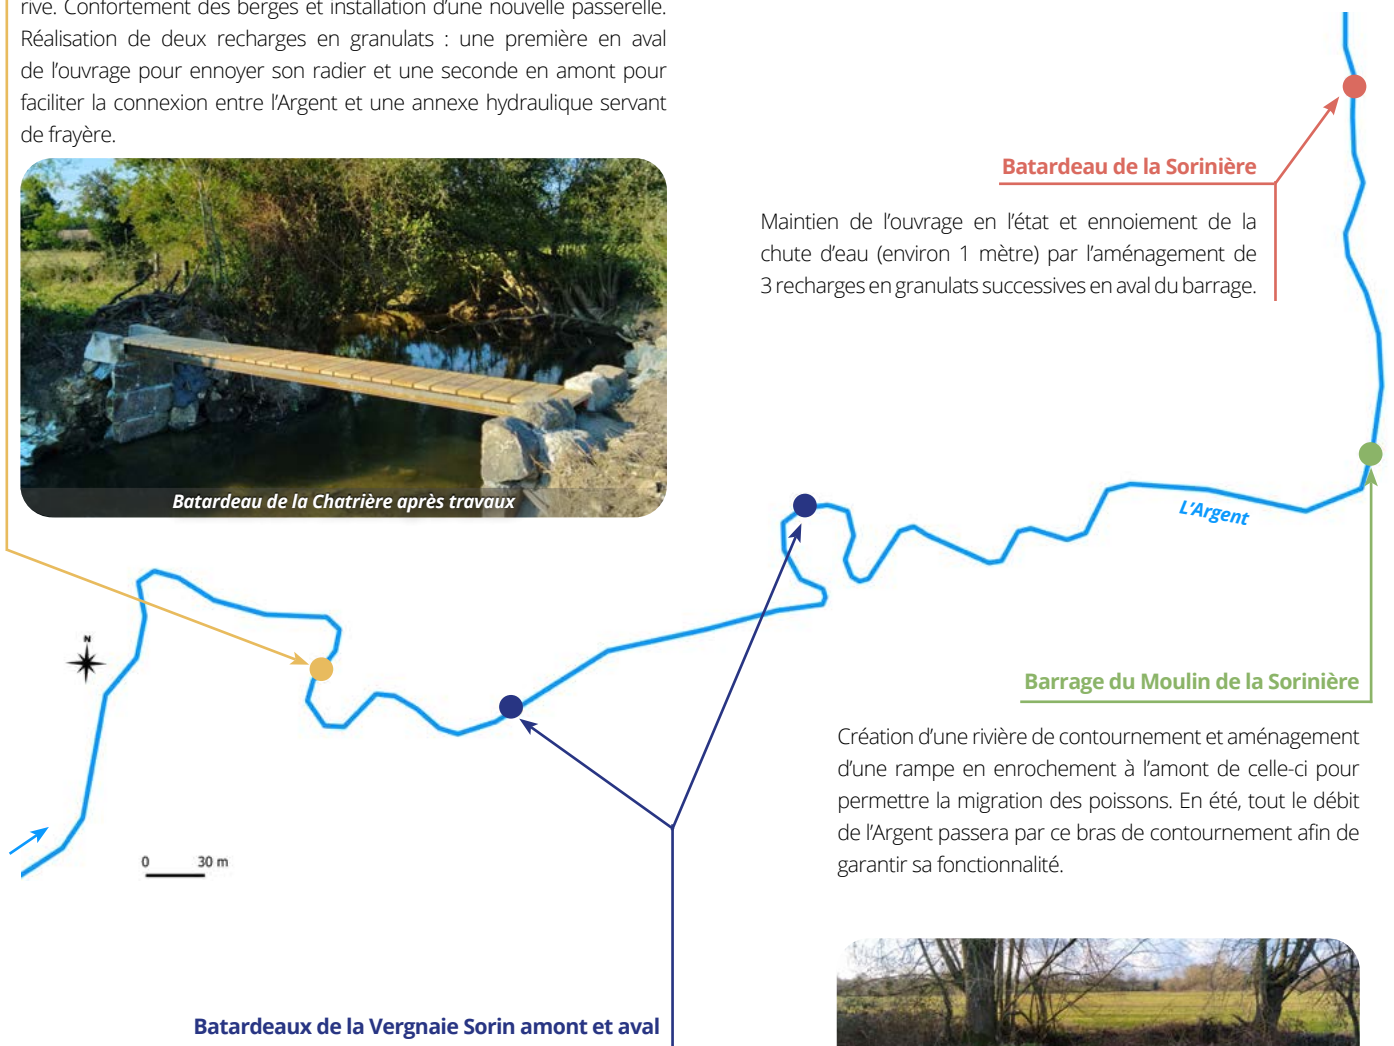 rive. Confortement des berges et installation d'une nouvelle passerelle.
Réalisation de deux recharges en granulats : une première en aval
de l'ouvrage pour ennoyer son radier et une seconde en amont pour
faciliter la connexion entre l'Argent et une annexe hydraulique servant
de frayère.
Batardeau de la Chatrière après travaux
Batardeau de la Sorinière
Maintien de l'ouvrage en l'état et ennoiement de la
chute d'eau (environ 1 mètre) par l'aménagement de
3 recharges en granulats successives en aval du barrage.
L'Argent
N
0 30 m
Barrage du Moulin de la Sorinière
Création d'une rivière de contournement et aménagement
d'une rampe en enrochement à l'amont de celle-ci pour
permettre la migration des poissons. En été, tout le débit
de l'Argent passera par ce bras de contournement afin de
garantir sa fonctionnalité.
Batardeaux de la Vergnaie Sorin amont et aval